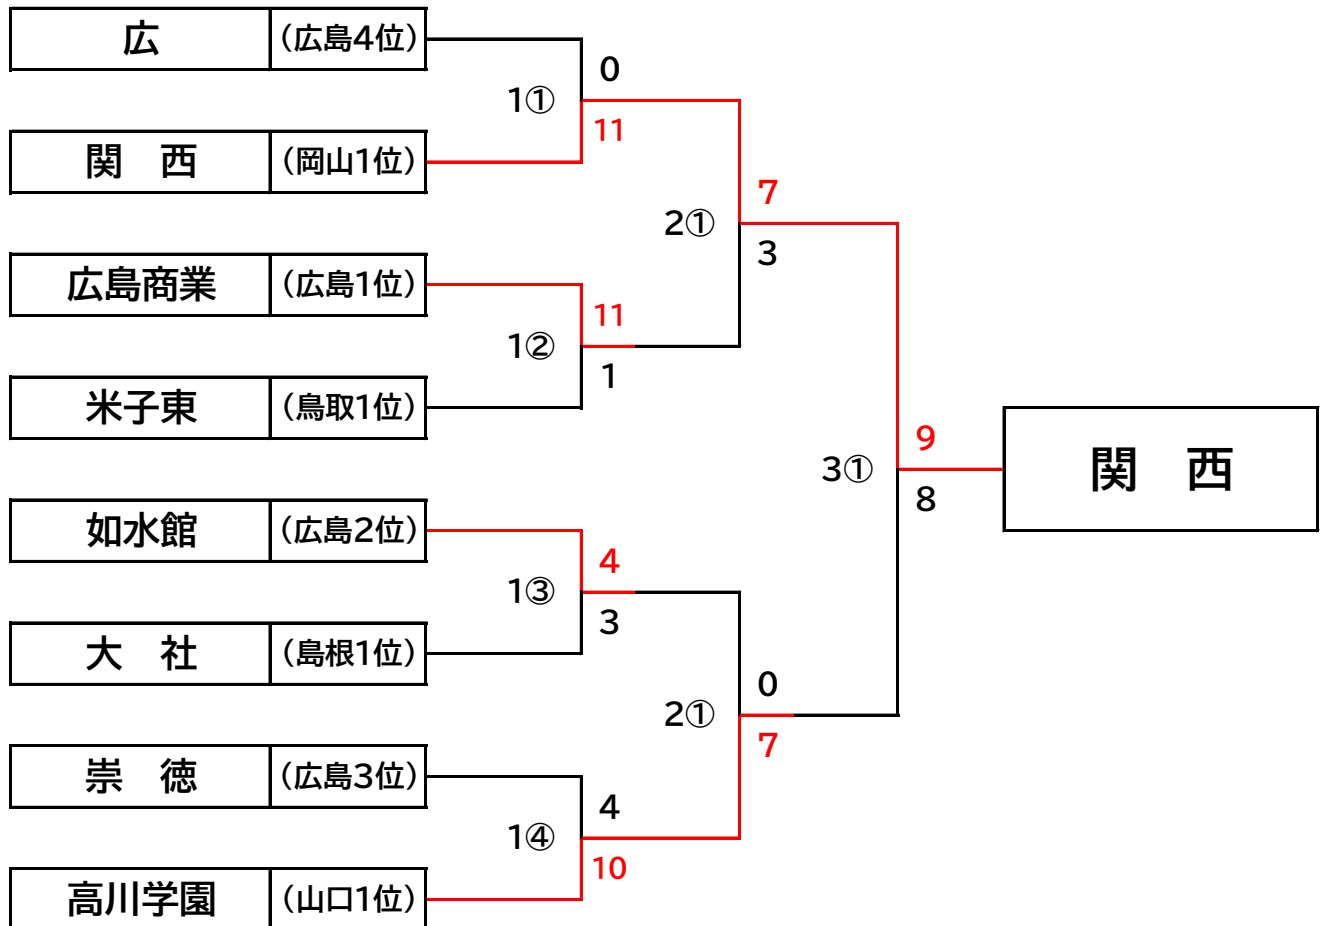 広 (広島4位)
0
1①
11
関　西 (岡山1位)
7
2①
3
広島商業 (広島1位)
11
1②
1
米子東 (鳥取1位)
9
3①
8
関　西
如水館 (広島2位)
4
1③
3
大　社 (島根1位)
0
2①
7
崇　徳 (広島3位)
4
1④
10
高川学園 (山口1位)